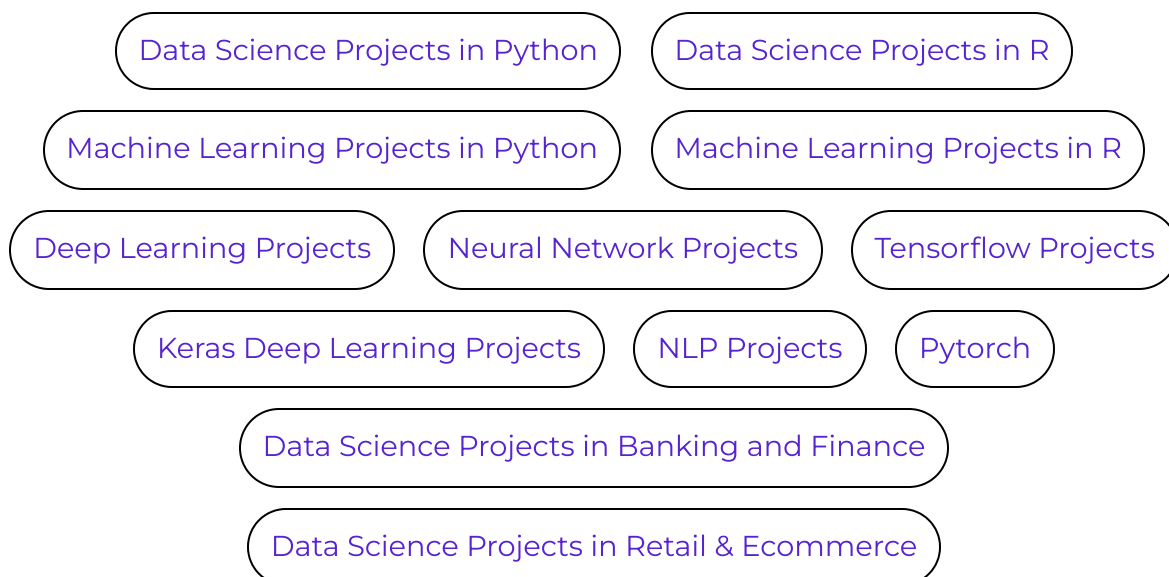 Data Science Projects in Python Data Science Projects in R
Machine Learning Projects in Python Machine Learning Projects in R
Deep Learning Projects Neural Network Projects Tensorflow Projects
Keras Deep Learning Projects NLP Projects Pytorch
Data Science Projects in Banking and Finance
Data Science Projects in Retail & Ecommerce